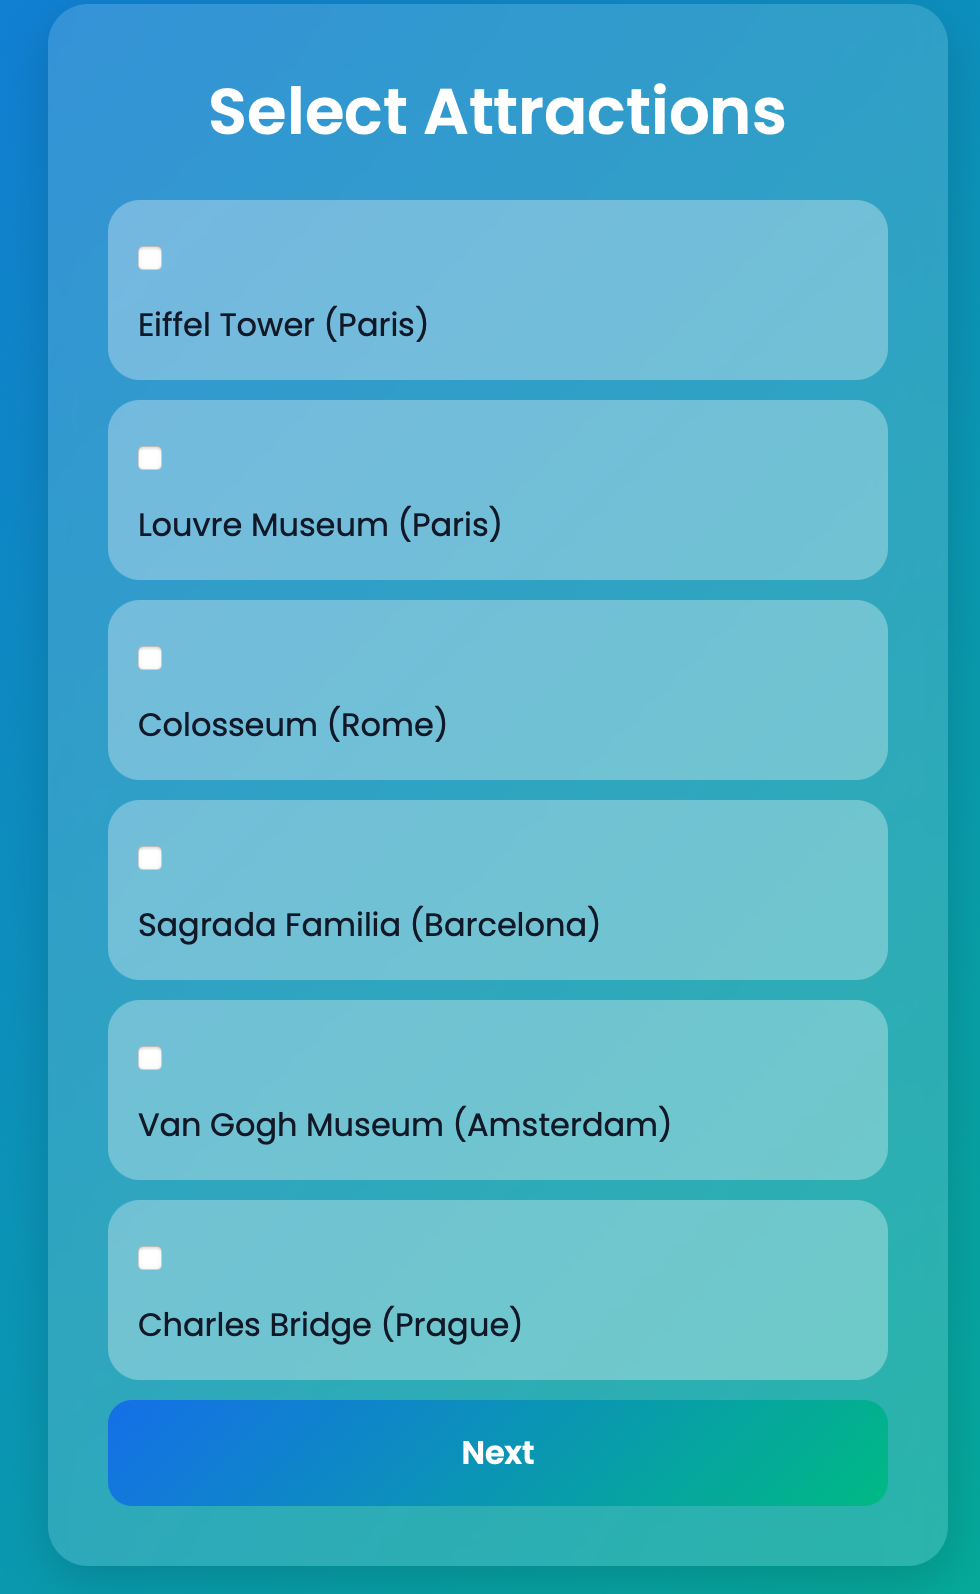 Select Attractions
Eiffel Tower (Paris)
Louvre Museum (Paris)
Colosseum (Rome)
Sagrada Familia (Barcelona)
Van Gogh Museum (Amsterdam)
Charles Bridge (Prague)
Next